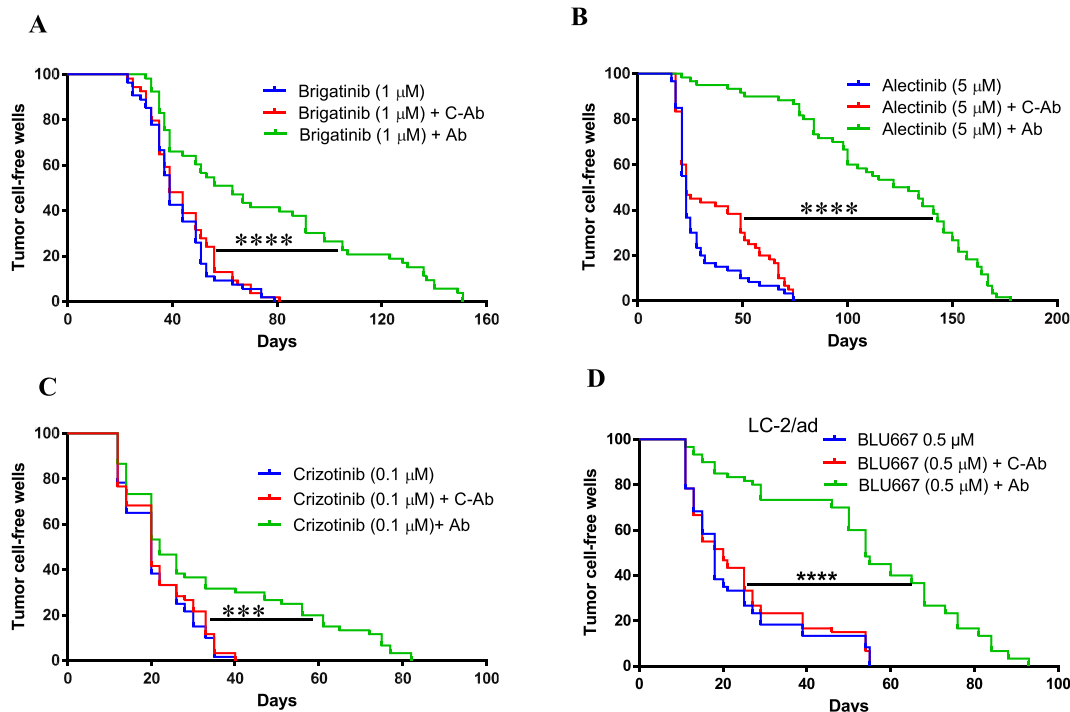 A
100
80
60
40
20
0
Tumor cell-free wells
0 40 80 120 160
Days
Brigatinib (1 μM)
Brigatinib (1 μM) + C-Ab
Brigatinib (1 μM) + Ab
****
B
100
80
60
40
20
0
Tumor cell-free wells
0 50 100 150 200
Days
Alectinib (5 μM)
Alectinib (5 μM) + C-Ab
Alectinib (5 μM) + Ab
****
C
100
80
60
40
20
0
Tumor cell-free wells
0 20 40 60 80 100
Days
Crizotinib (0.1 μM)
Crizotinib (0.1 μM) + C-Ab
Crizotinib (0.1 μM)+ Ab
***
D
LC-2/ad
100
80
60
40
20
0
Tumor cell-free wells
0 20 40 60 80 100
Days
BLU667 0.5 μM
BLU667 (0.5 μM) + C-Ab
BLU667 (0.5 μM) + Ab
****